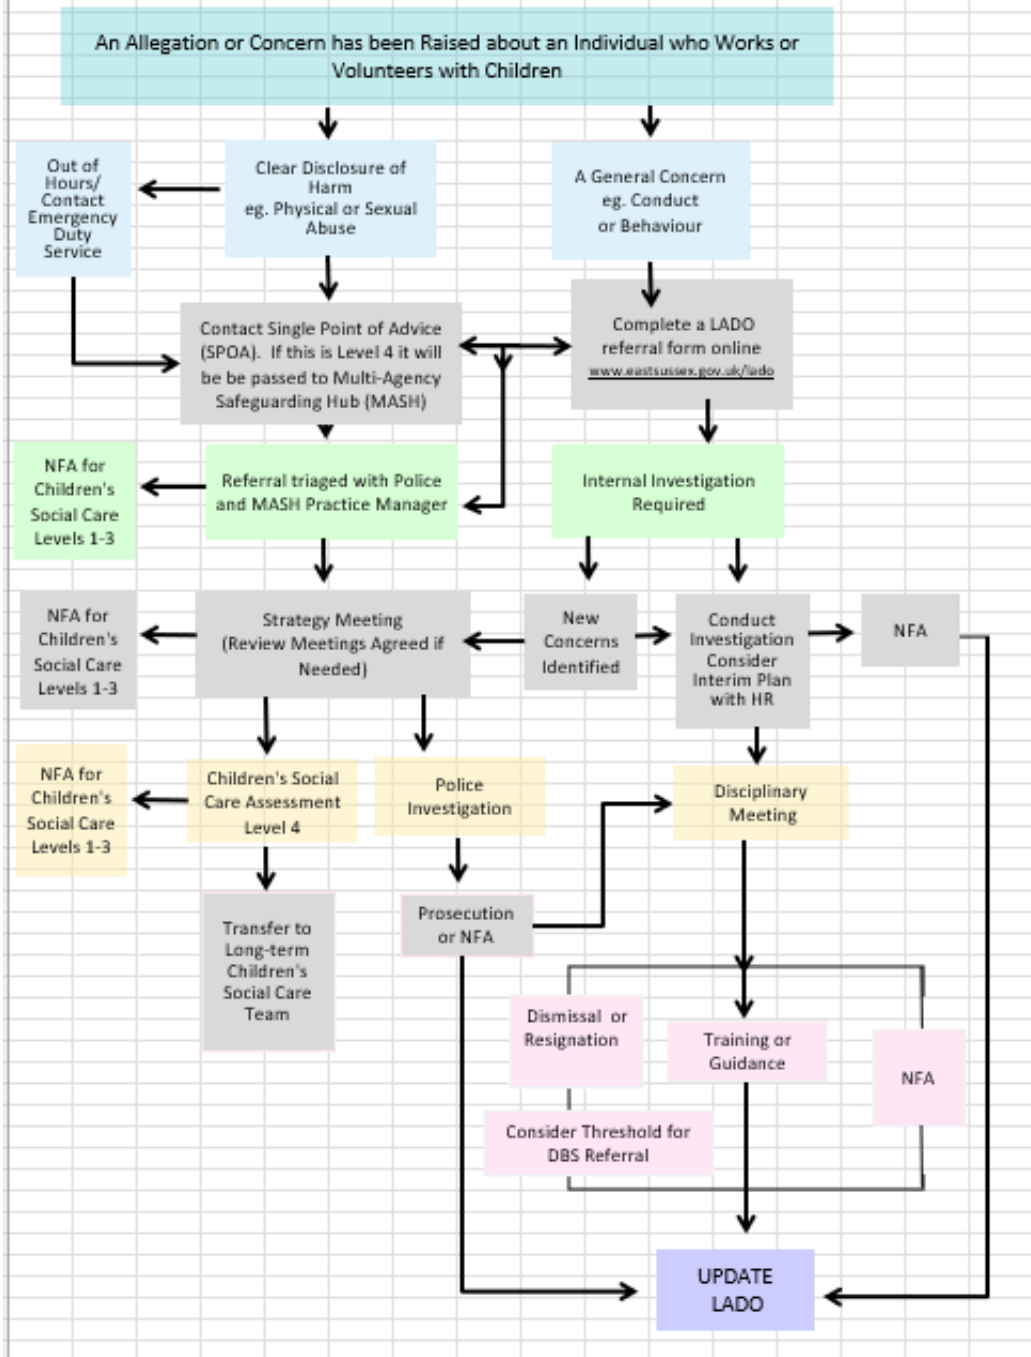 An Allegation or Concern has been Raised about an Individual who Works or
Volunteers with Children
Out of
Hours/
Contact
Emergency
Duty
Service
Clear Disclosure of
Harm
eg. Physical or Sexual
Abuse
A General Concern
eg. Conduct
or Behaviour
Contact Single Point of Advice
(SPOA). If this is Level 4 it will
be be passed to Multi-Agency
Safeguarding Hub (MASH)
Complete a LADO
referral form online
www.eastsussex.gov.uk/lado
NFA for
Children's
Social Care
Levels 1-3
Referral triaged with Police
and MASH Practice Manager
Internal Investigation
Required
NFA for
Children's
Social Care
Levels 1-3
Strategy Meeting
(Review Meetings Agreed if
Needed)
New
Concerns
Identified
Conduct
Investigation
Consider
Interim Plan
with HR
NFA
NFA for
Children's
Social Care
Levels 1-3
Children's Social
Care Assessment
Level 4
Police
Investigation
Disciplinary
Meeting
Transfer to
Long-term
Children's
Social Care
Team
Prosecution
or NFA
Dismissal or
Resignation
Training or
Guidance
NFA
Consider Threshold for
DBS Referral
UPDATE
LADO